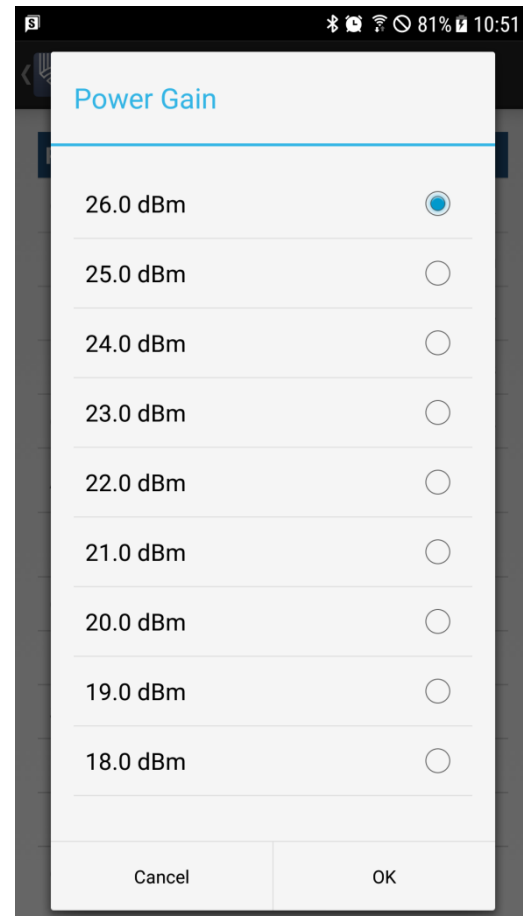 S 81% 10:51
Power Gain
26.0 dBm
25.0 dBm
24.0 dBm
23.0 dBm
22.0 dBm
21.0 dBm
20.0 dBm
19.0 dBm
18.0 dBm
Cancel OK